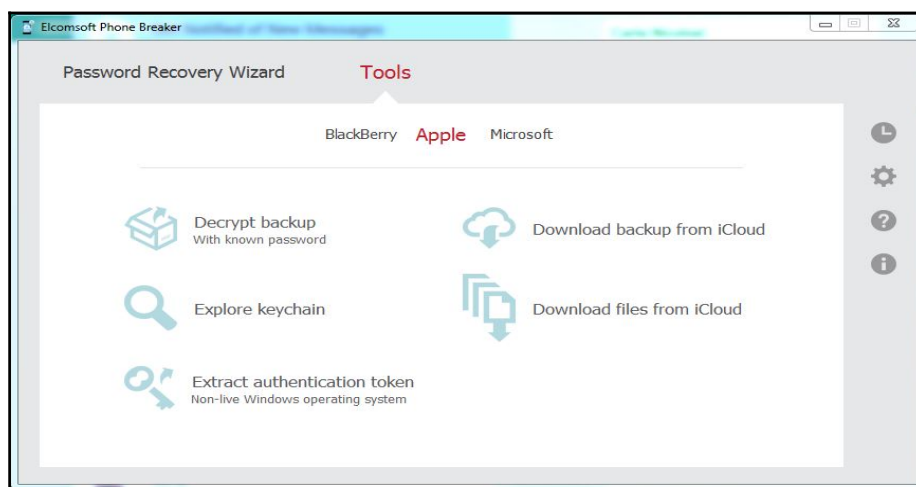 Elcomsoft Phone Breaker
Password Recovery Wizard Tools
BlackBerry Apple Microsoft
Decrypt backup
With known password
Download backup from iCloud
Explore keychain
Download files from iCloud
Extract authentication token
Non-live Windows operating system